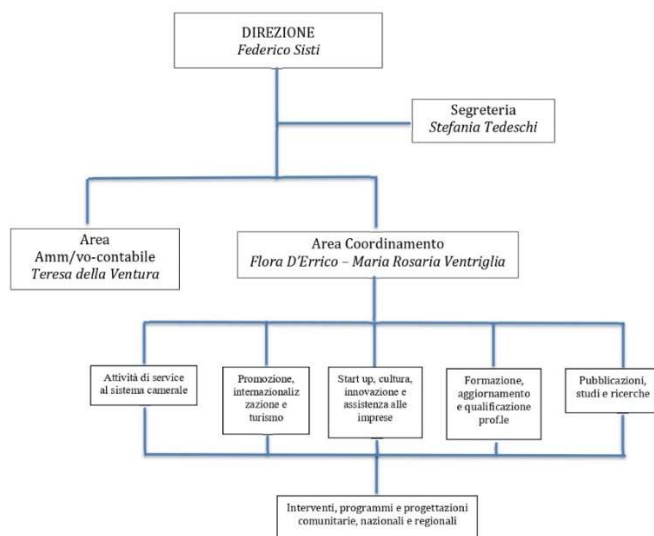 DIREZIONE
Federico Sisti
Segreteria
Stefania Tedeschi
Area
Amm/vo-contabile
Teresa della Ventura
Area Coordinamento
Flora D'Errico – Maria Rosaria Ventriglia
Attività di service
al sistema camerale
Promozione,
internazionaliz
zazione e
turismo
Start up, cultura,
innovazione e
assistenza alle
imprese
Formazione,
aggiornamento
e qualificazione
prof.le
Pubblicazioni,
studi e ricerche
Interventi, programmi e progettazioni
comunitarie, nazionali e regionali